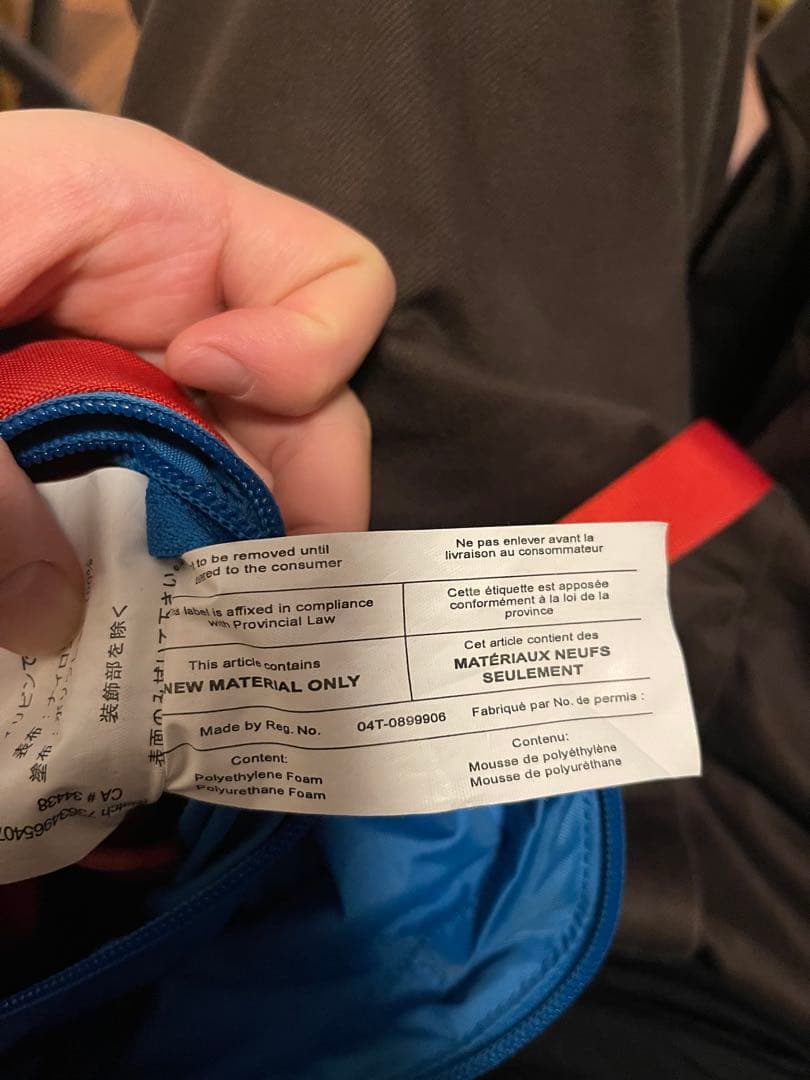 to be removed until
to the consumer
Ne pas enlever avant la
livraison au consommateur
label is affixed in compliance
with Provincial Law
Cette étiquette est apposée
conformément à la loi de la
province
This article contains
NEW MATERIAL ONLY
Cet article contient des
MATÉRIAUX NEUFS
SEULEMENT
Made by Reg. No. 04T-0899906 Fabriqué par No. de permis :
Content:
Polyethylene Foam
Polyurethane Foam
Contenu:
Mousse de polyéthylène
Mousse de polyuréthane
装飾部を除く
表布 :
CA # 34438